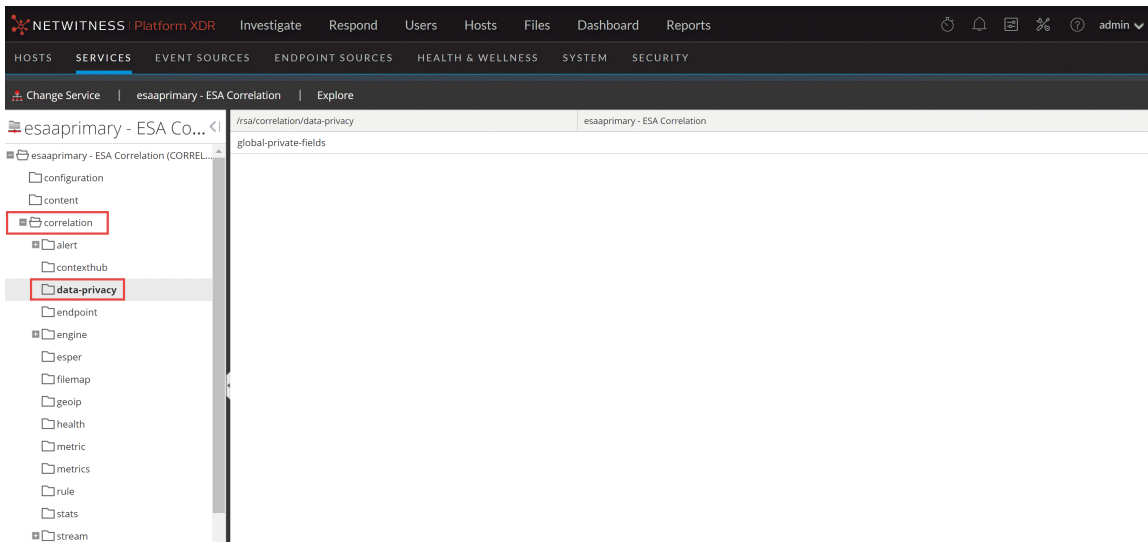 NETWITNESS | Platform XDR Investigate Respond Users Hosts Files Dashboard Reports admin
HOSTS SERVICES EVENT SOURCES ENDPOINT SOURCES HEALTH & WELLNESS SYSTEM SECURITY
Change Service | esaaprimary - ESA Correlation | Explore
esaaprimary - ESA Co...
/rsa/correlation/data-privacy esaaprimary - ESA Correlation
global-private-fields
esaaprimary - ESA Correlation (CORREL...
configuration
content
correlation
alert
contexthub
data-privacy
endpoint
engine
esper
filemap
geoip
health
metric
metrics
rule
stats
stream